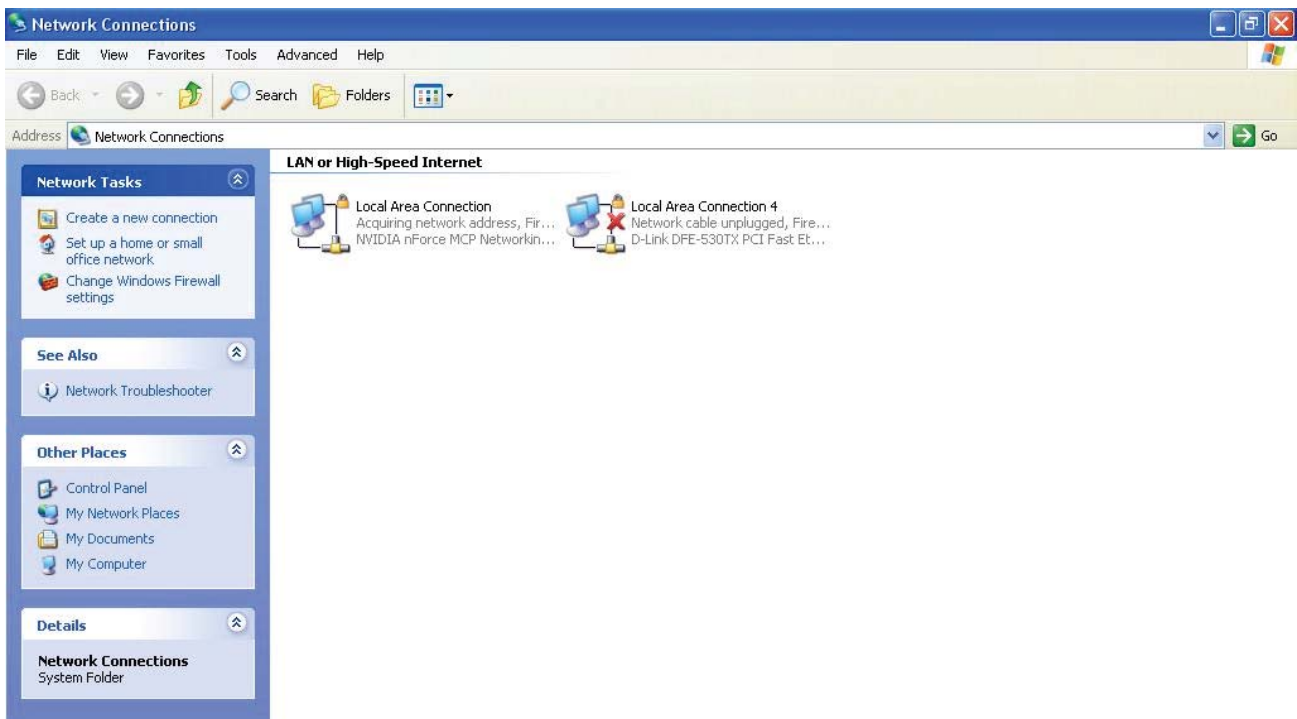 Network Connections
File Edit View Favorites Tools Advanced Help
Back Search Folders
Address Network Connections Go
Network Tasks
Create a new connection
Set up a home or small
office network
Change Windows Firewall
settings
See Also
Network Troubleshooter
Other Places
Control Panel
My Network Places
My Documents
My Computer
Details
Network Connections
System Folder
LAN or High-Speed Internet
Local Area Connection
Acquiring network address, Fir...
NVIDIA nForce MCP Networkin...
Local Area Connection 4
Network cable unplugged, Fire...
D-Link DFE-530TX PCI Fast Et...